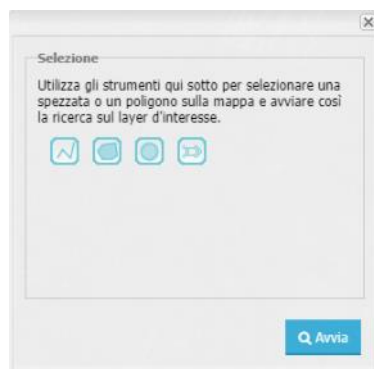 Selezione
Utilizza gli strumenti qui sotto per selezionare una
spezzata o un poligono sulla mappa e avviare così
la ricerca sul layer d'interesse.
Avvia